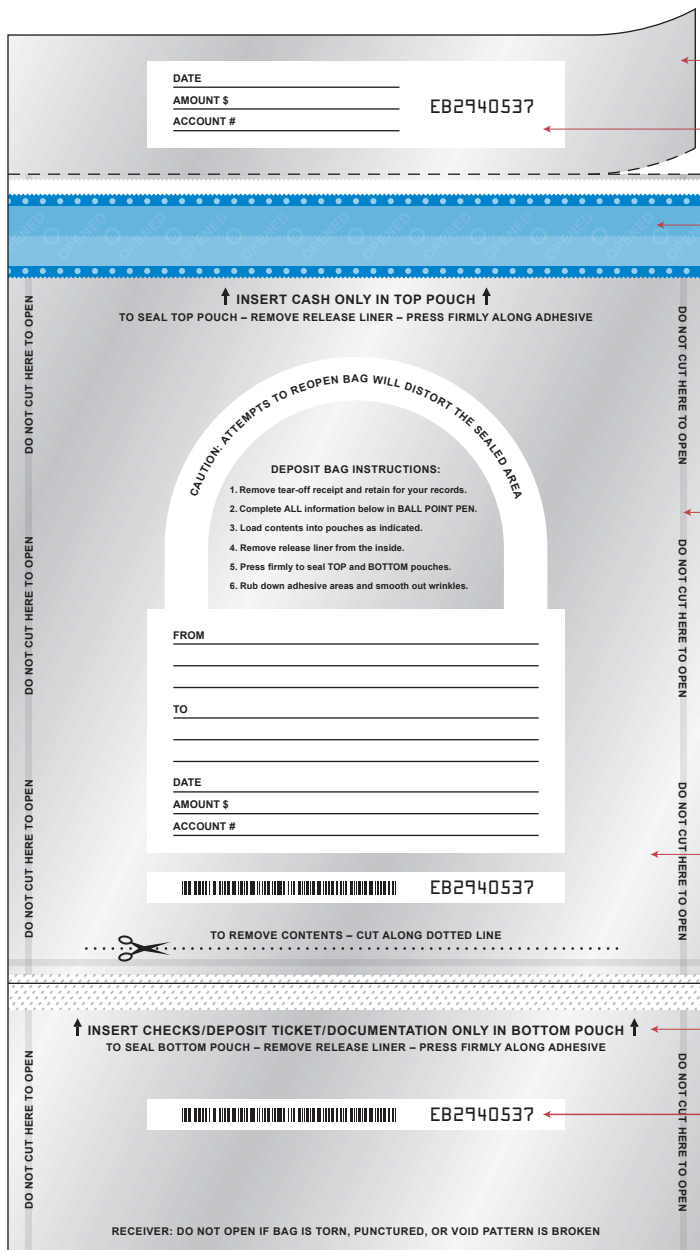 DATE
AMOUNT $
ACCOUNT #
EB2940537
OPENED OPENED OPENED OPENED OPENED OPENED
INSERT CASH ONLY IN TOP POUCH
TO SEAL TOP POUCH – REMOVE RELEASE LINER – PRESS FIRMLY ALONG ADHESIVE
DO NOT CUT HERE TO OPEN
DO NOT CUT HERE TO OPEN
CAUTION: ATTEMPTS TO REOPEN BAG WILL DISTORT THE SEALED AREA
DEPOSIT BAG INSTRUCTIONS:
1. Remove tear-off receipt and retain for your records.
2. Complete ALL information below in BALL POINT PEN.
3. Load contents into pouches as indicated.
4. Remove release liner from the inside.
5. Press firmly to seal TOP and BOTTOM pouches.
6. Rub down adhesive areas and smooth out wrinkles.
DO NOT CUT HERE TO OPEN
DO NOT CUT HERE TO OPEN
FROM
TO
DATE
AMOUNT $
ACCOUNT #
DO NOT CUT HERE TO OPEN
DO NOT CUT HERE TO OPEN
EB2940537
TO REMOVE CONTENTS – CUT ALONG DOTTED LINE
INSERT CHECKS/DEPOSIT TICKET/DOCUMENTATION ONLY IN BOTTOM POUCH
TO SEAL BOTTOM POUCH – REMOVE RELEASE LINER – PRESS FIRMLY ALONG ADHESIVE
DO NOT CUT HERE TO OPEN
DO NOT CUT HERE TO OPEN
EB2940537
RECEIVER: DO NOT OPEN IF BAG IS TORN, PUNCTURED, OR VOID PATTERN IS BROKEN